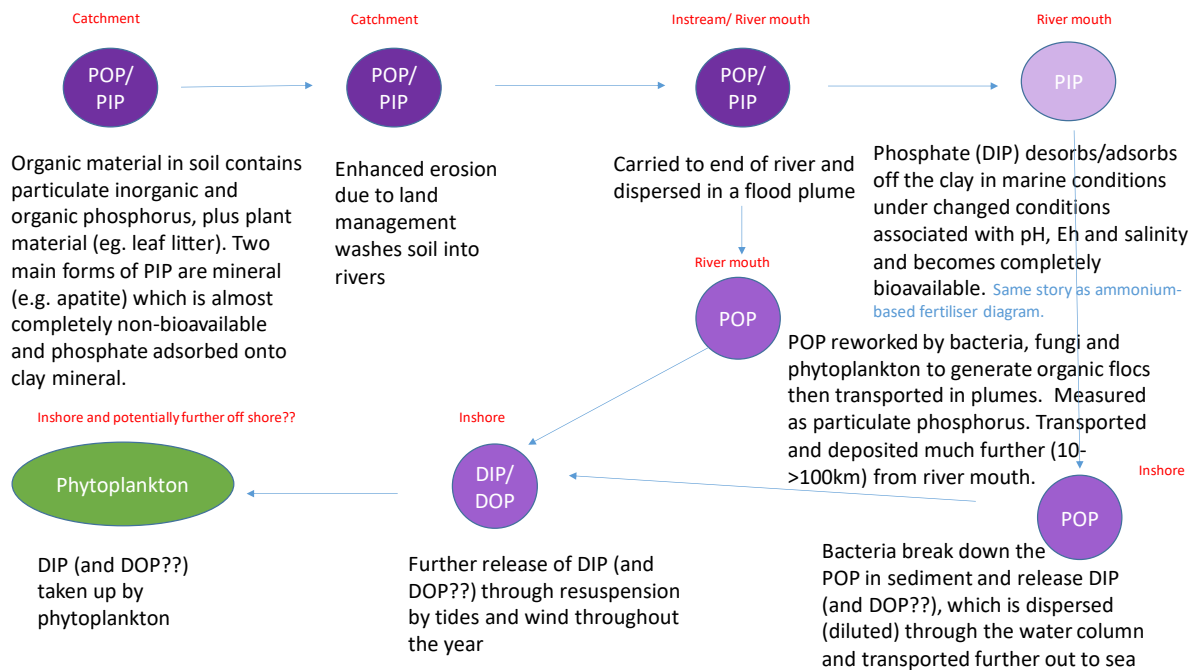 Catchment
POP/
PIP
Organic material in soil contains
particulate inorganic and
organic phosphorus, plus plant
material (eg. leaf litter). Two
main forms of PIP are mineral
(e.g. apatite) which is almost
completely non-bioavailable
and phosphate adsorbed onto
clay mineral.
Catchment
POP/
PIP
Enhanced erosion
due to land
management
washes soil into
rivers
Instream/ River mouth
POP/
PIP
Carried to end of river and
dispersed in a flood plume
River mouth
PIP
Phosphate (DIP) desorbs/adsorbs
off the clay in marine conditions
under changed conditions
associated with pH, Eh and salinity
and becomes completely
bioavailable. Same story as ammonium-
based fertiliser diagram.
River mouth
POP
POP reworked by bacteria, fungi and
phytoplankton to generate organic flocs
then transported in plumes.  Measured
as particulate phosphorus. Transported
and deposited much further (10-
>100km) from river mouth.
Inshore
POP
Bacteria break down the
POP in sediment and release DIP
(and DOP??), which is dispersed
(diluted) through the water column
and transported further out to sea
Inshore
DIP/
DOP
Further release of DIP (and
DOP??) through resuspension
by tides and wind throughout
the year
Inshore and potentially further off shore??
Phytoplankton
DIP (and DOP??)
taken up by
phytoplankton